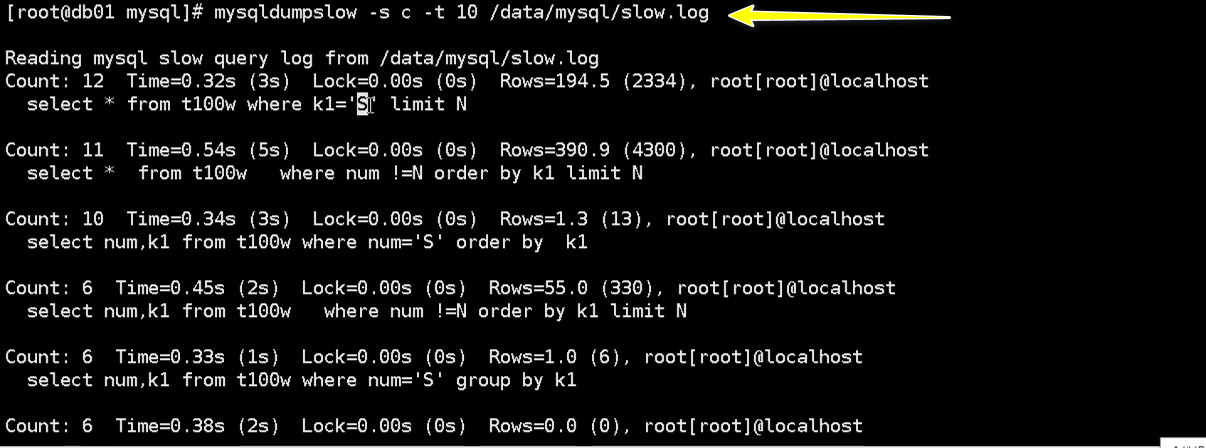 [root@db01 mysql]# mysqldumpslow -s c -t 10 /data/mysql/slow.log
Reading mysql slow query log from /data/mysql/slow.log
Count: 12  Time=0.32s (3s)  Lock=0.00s (0s)  Rows=194.5 (2334), root[root]@localhost
  select * from t100w where k1='S' limit N
Count: 11  Time=0.54s (5s)  Lock=0.00s (0s)  Rows=390.9 (4300), root[root]@localhost
  select *  from t100w   where num !=N order by k1 limit N
Count: 10  Time=0.34s (3s)  Lock=0.00s (0s)  Rows=1.3 (13), root[root]@localhost
  select num,k1 from t100w where num='S' order by  k1
Count: 6  Time=0.45s (2s)  Lock=0.00s (0s)  Rows=55.0 (330), root[root]@localhost
  select num,k1 from t100w   where num !=N order by k1 limit N
Count: 6  Time=0.33s (1s)  Lock=0.00s (0s)  Rows=1.0 (6), root[root]@localhost
  select num,k1 from t100w where num='S' group by k1
Count: 6  Time=0.38s (2s)  Lock=0.00s (0s)  Rows=0.0 (0), root[root]@localhost